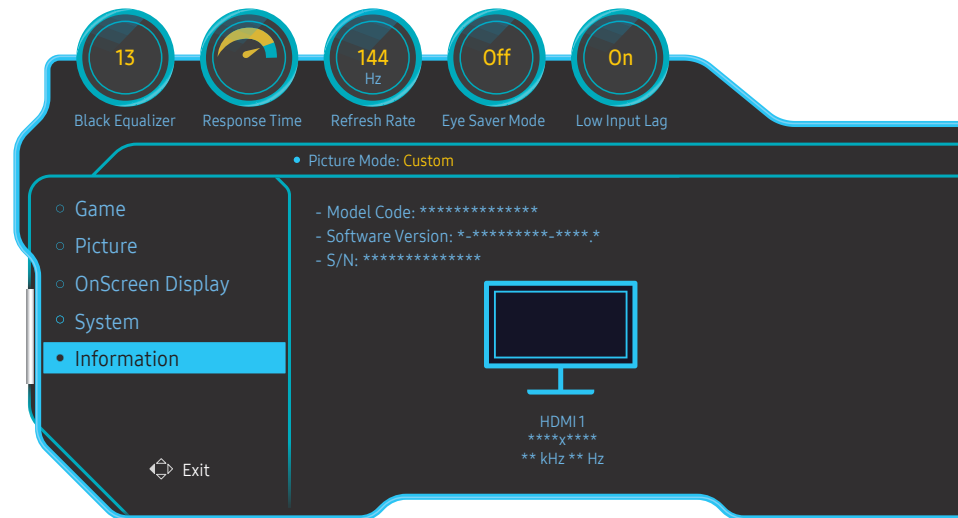 13
144
Hz
Off
On
Black Equalizer
Response Time
Refresh Rate
Eye Saver Mode
Low Input Lag
Picture Mode: Custom
Game
Picture
OnScreen Display
System
Information
Exit
- Model Code: **************
- Software Version: *-*********-****.*
- S/N: **************
HDMI 1
****x****
** kHz ** Hz